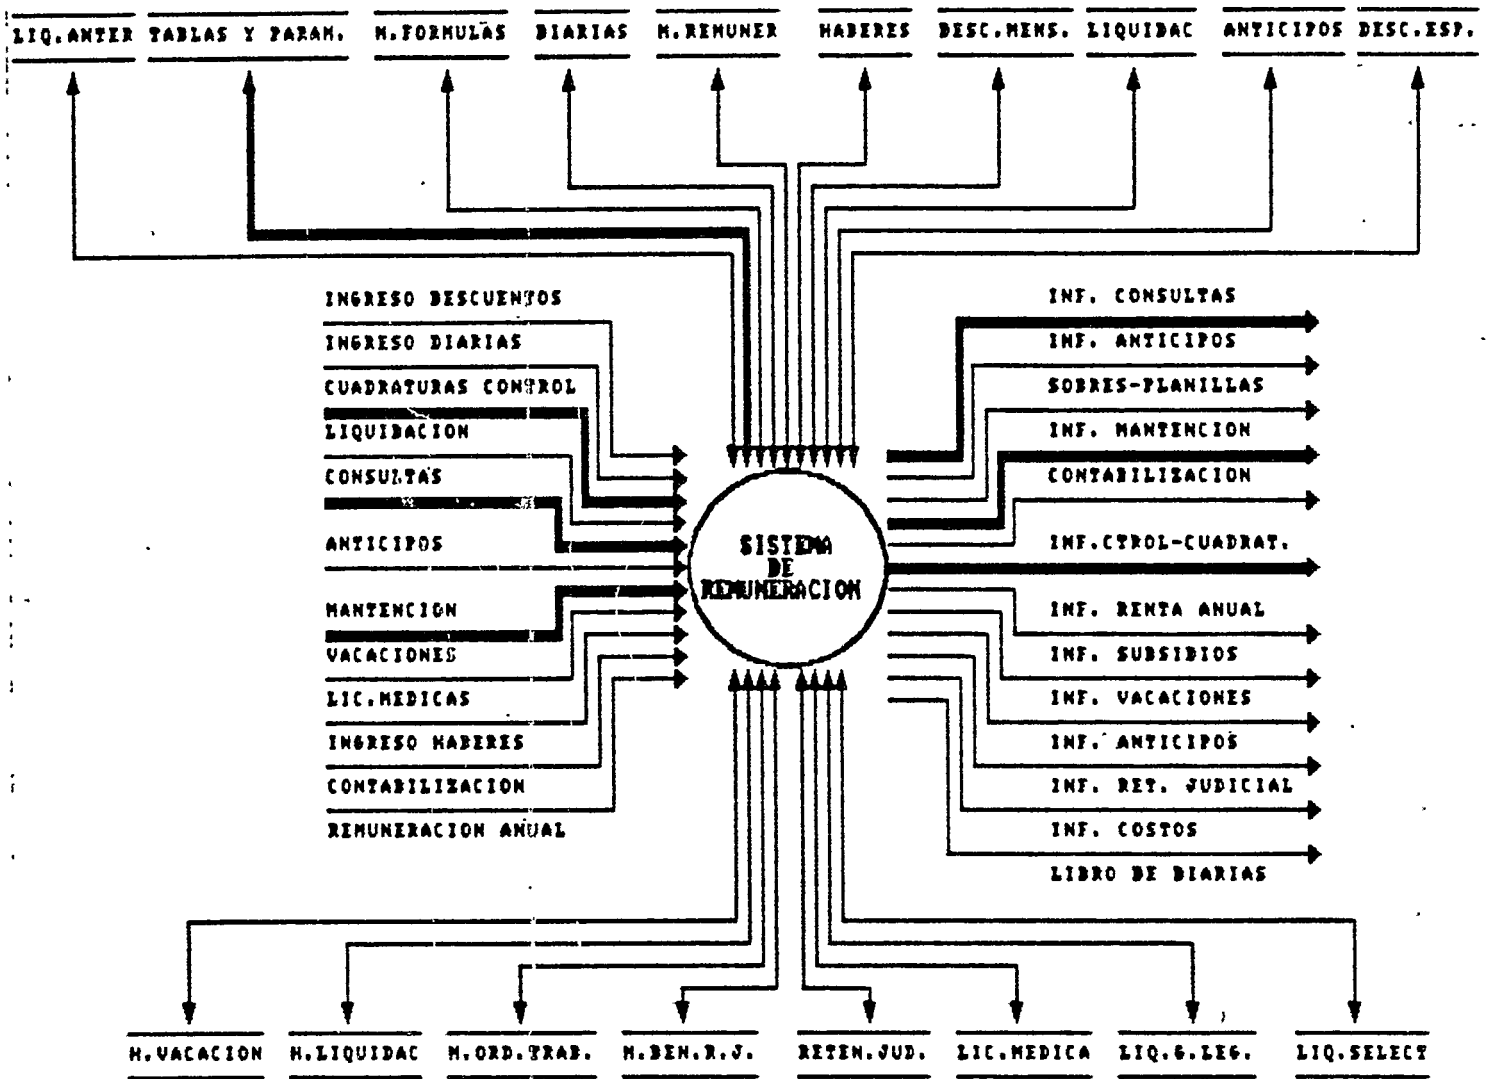 LIQ.ANTER TABLAS Y PARAM. M.FORMULAS DIARIAS M.REMUNER HABERES DESC.MENS. LIQUIDAC ANTICIPOS DESC.ESP.
INGRESO DESCUENTOS
INGRESO DIARIAS
CUADRATURAS CONTROL
LIQUIDACION
CONSULTAS
ANTICIPOS
MANTENCION
VACACIONES
LIC.MEDICAS
INGRESO HABERES
CONTABILIZACION
REMUNERACION ANUAL
SISTEMA
DE
REMUNERACION
INF. CONSULTAS
INF. ANTICIPOS
SOBRES-PLANILLAS
INF. MANTENCION
CONTABILIZACION
INF.CTROL-CUADRAT.
INF. RENTA ANUAL
INF. SUBSIDIOS
INF. VACACIONES
INF. ANTICIPOS
INF. RET. JUDICIAL
INF. COSTOS
LIBRO DE DIARIAS
H.VACACION H.LIQUIDAC M.ORD.TRAB. M.BEN.R.J. RETEN.JUD. LIC.MEDICA LIQ.G.LEG. LIQ.SELECT